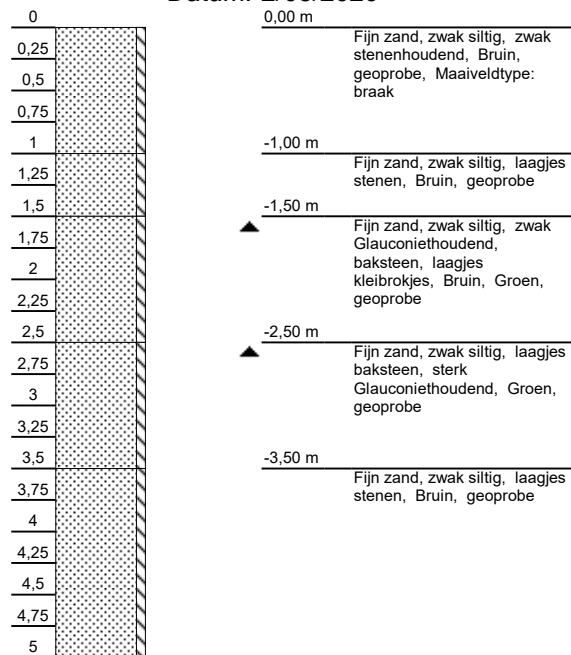 Datum:
0
0,25
0,5
0,75
1
1,25
1,5
1,75
2
2,25
2,5
2,75
3
3,25
3,5
3,75
4
4,25
4,5
4,75
5
0,00 m
Fijn zand, zwak siltig, zwak
stenenhoudend, Bruin,
geoprobe, Maaiveldtype:
braak
-1,00 m
Fijn zand, zwak siltig, laagjes
stenen, Bruin, geoprobe
-1,50 m
Fijn zand, zwak siltig, zwak
Glauconiethoudend,
baksteen, laagjes
kleibrokjes, Bruin, Groen,
geoprobe
-2,50 m
Fijn zand, zwak siltig, laagjes
baksteen, sterk
Glauconiethoudend, Groen,
geoprobe
-3,50 m
Fijn zand, zwak siltig, laagjes
stenen, Bruin, geoprobe